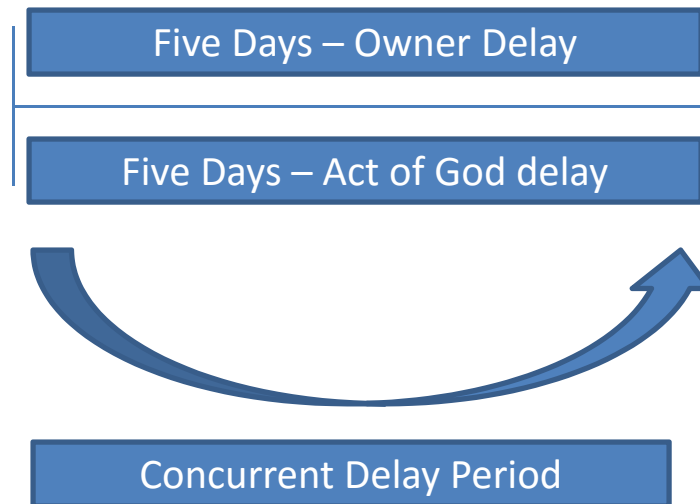 Five Days – Owner Delay
Five Days – Act of God delay
Concurrent Delay Period